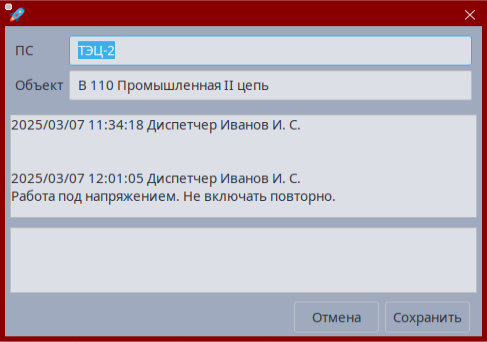 ПС
ТЭЦ-2
Объект
В 110 Промышленная II цепь
2025/03/07 11:34:18 Диспетчер Иванов И. С.
2025/03/07 12:01:05 Диспетчер Иванов И. С.
Работа под напряжением. Не включать повторно.
Отмена
Сохранить